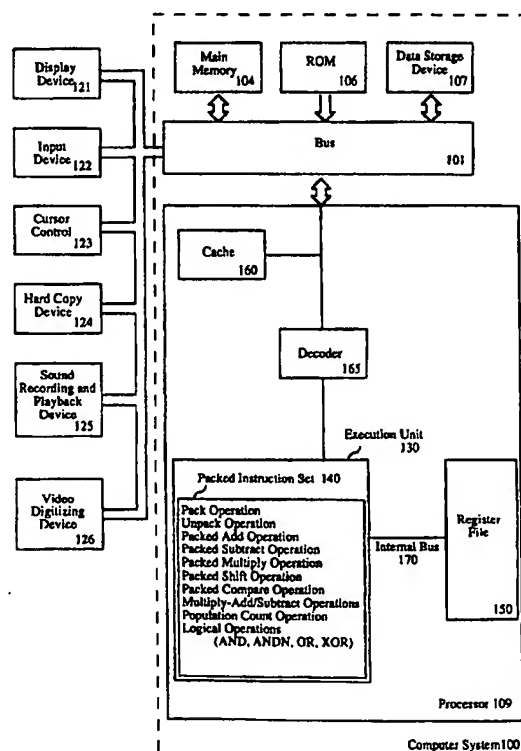 Display
Device
121
Input
Device
122
Cursor
Control
123
Hard Copy
Device
124
Sound
Recording and
Playback
Device
125
Video
Digitizing
Device
126
Main
Memory
104
ROM
106
Data Storage
Device
107
Bus
101
Cache
160
Decoder
165
Execution Unit
130
Packed Instruction Set 140
Pack Operation
Unpack Operation
Packed Add Operation
Packed Subtract Operation
Packed Multiply Operation
Packed Shift Operation
Packed Compare Operation
Multiply-Add/Subtract Operations
Population Count Operation
Logical Operations
(AND, ANDN, OR, XOR)
Internal Bus
170
Register
File
150
Processor 109
Computer System100